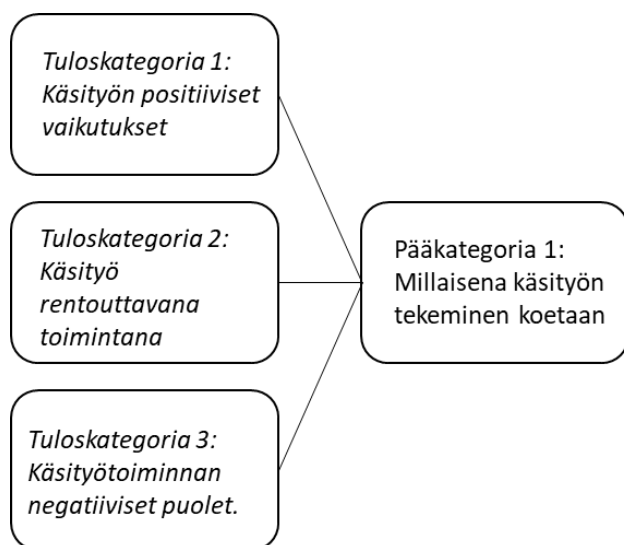 Tuloskategoria 1:
Käsityön positiiviset
vaikutukset
Tuloskategoria 2:
Käsityö
rentouttavana
toimintana
Tuloskategoria 3:
Käsityötoiminnan
negatiiviset puolet.
Pääkategoria 1:
Millaisena käsityön
tekeminen koetaan